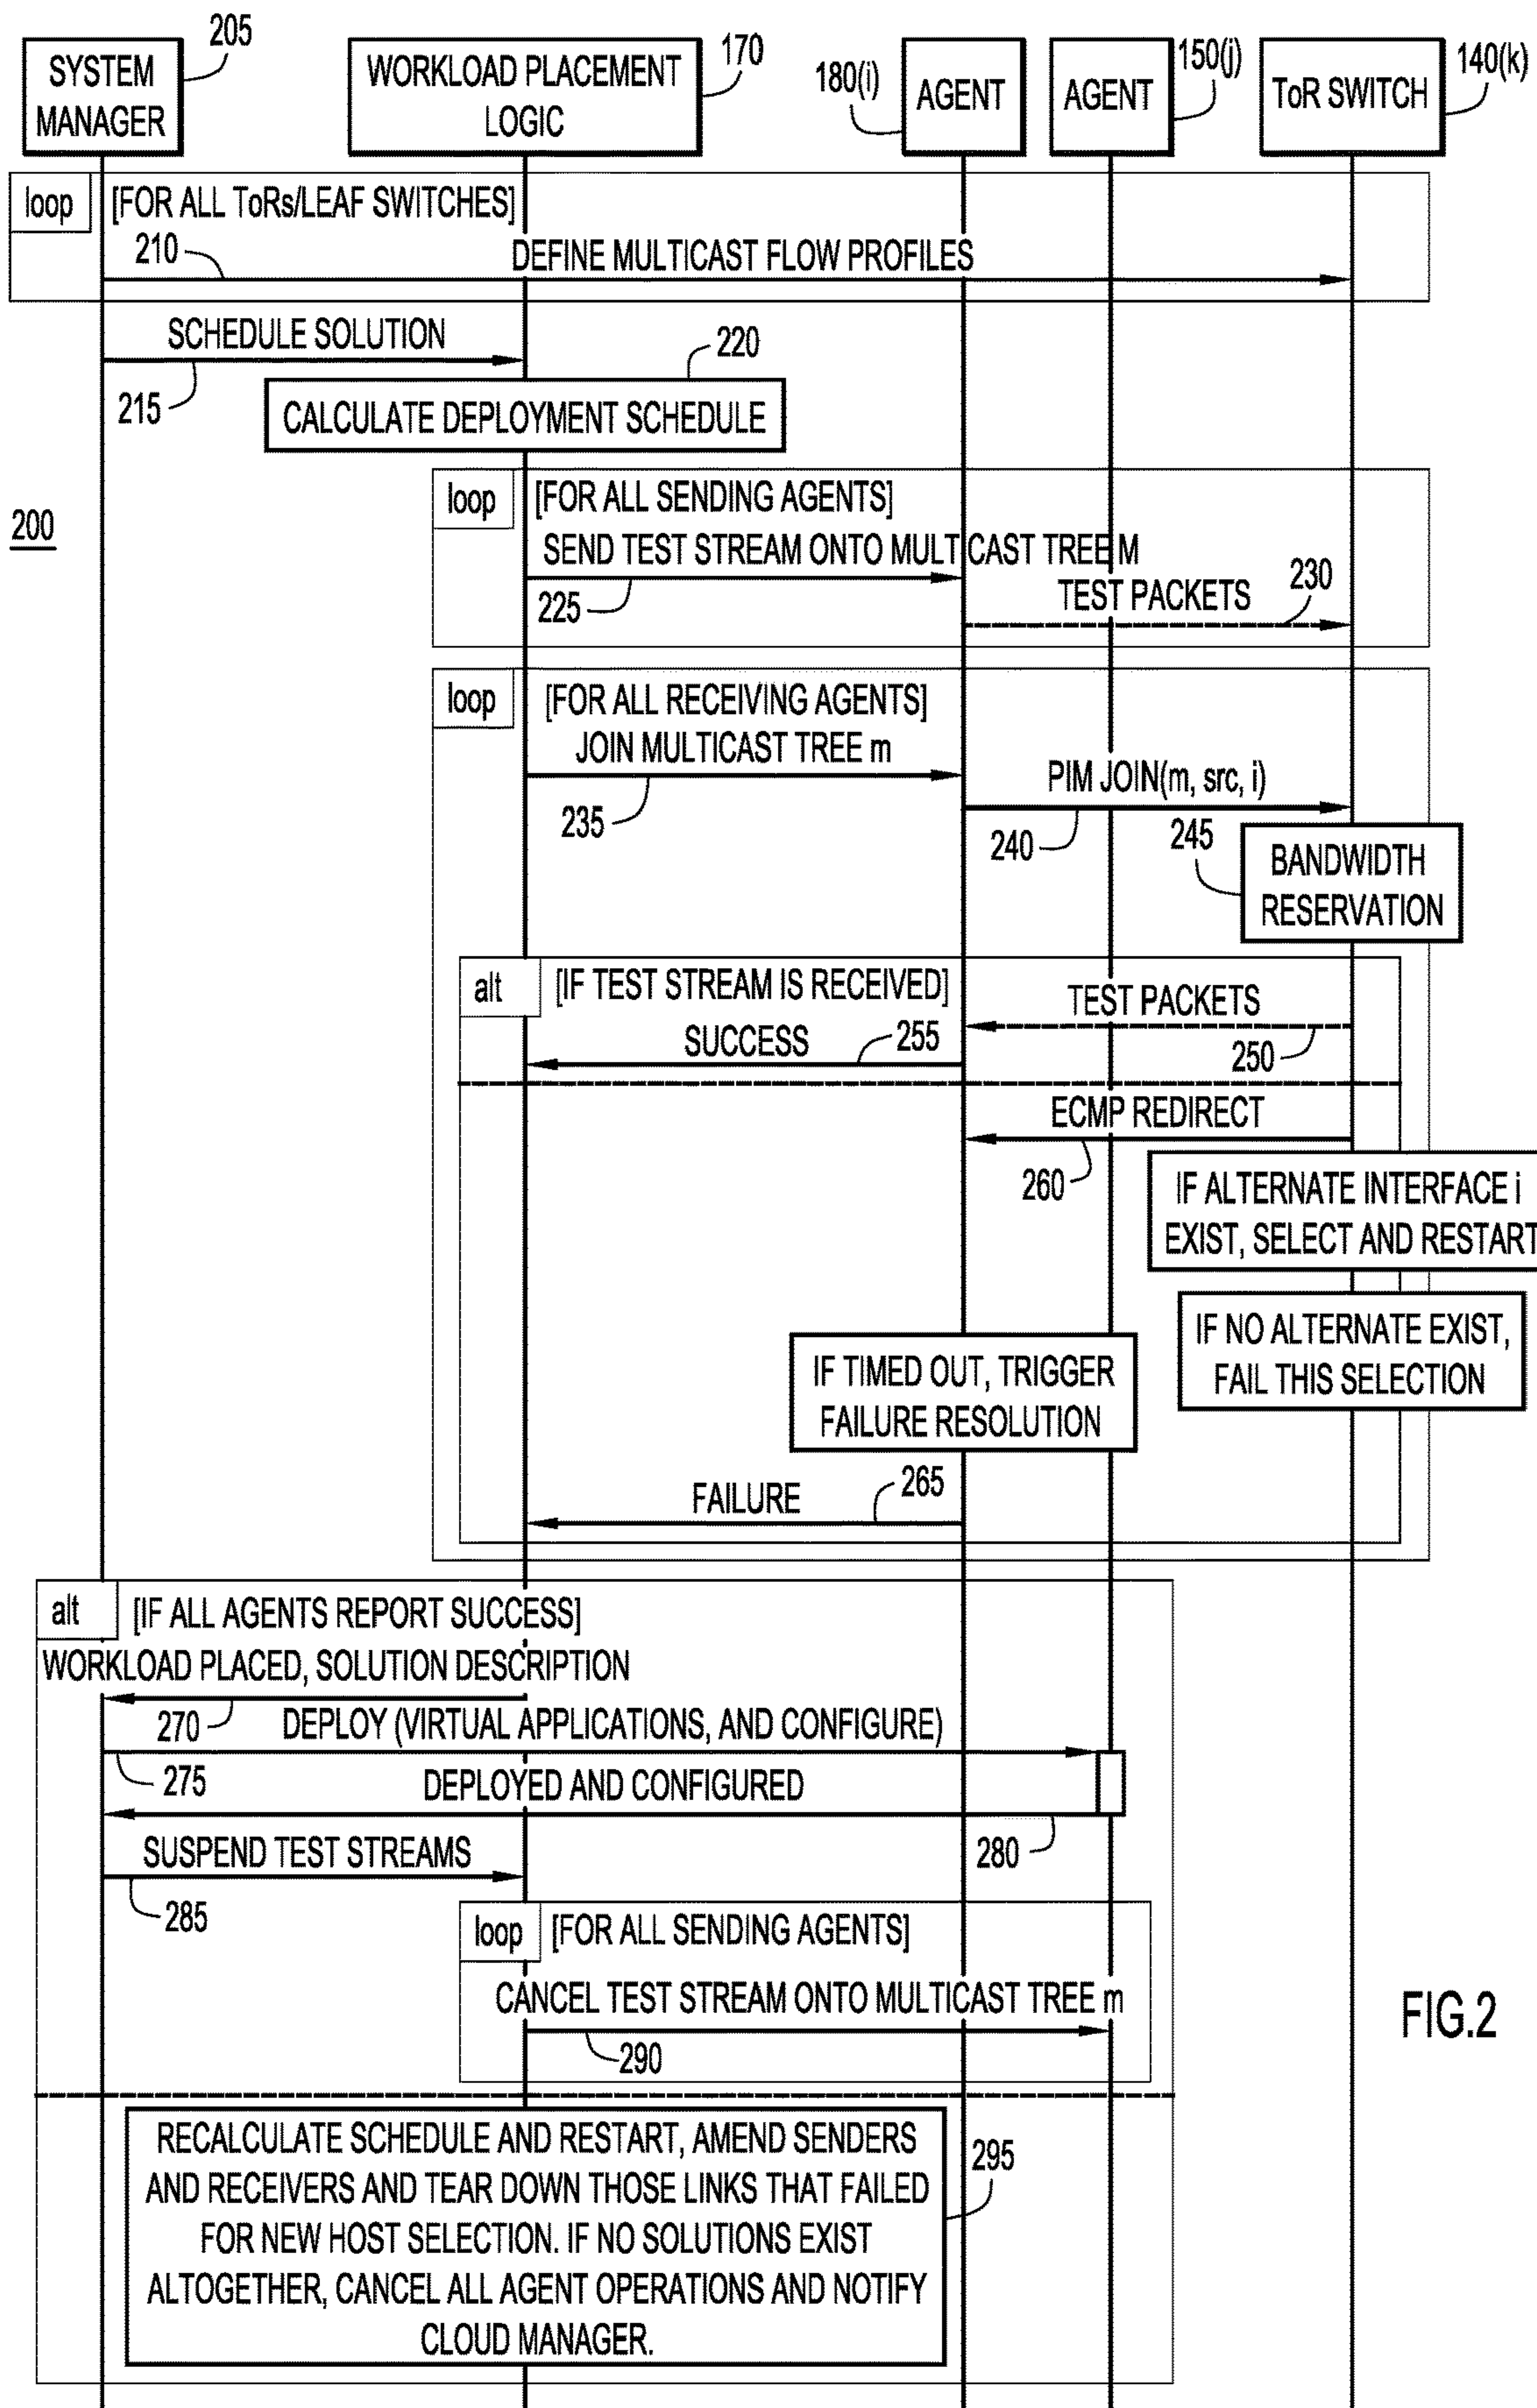 205
SYSTEM
MANAGER
WORKLOAD PLACEMENT
LOGIC
170
180(i)
AGENT
AGENT
150(j)
ToR SWITCH
140(k)
loop
[FOR ALL ToRs/LEAF SWITCHES]
210
DEFINE MULTICAST FLOW PROFILES
SCHEDULE SOLUTION
215
220
CALCULATE DEPLOYMENT SCHEDULE
200
loop
[FOR ALL SENDING AGENTS]
SEND TEST STREAM ONTO MULTICAST TREE M
225
TEST PACKETS
230
loop
[FOR ALL RECEIVING AGENTS]
JOIN MULTICAST TREE m
235
PIM JOIN(m, src, i)
240
245
BANDWIDTH
RESERVATION
alt
[IF TEST STREAM IS RECEIVED]
TEST PACKETS
250
SUCCESS
255
ECMP REDIRECT
260
IF ALTERNATE INTERFACE i
EXIST, SELECT AND RESTART
IF NO ALTERNATE EXIST,
FAIL THIS SELECTION
IF TIMED OUT, TRIGGER
FAILURE RESOLUTION
FAILURE
265
alt
[IF ALL AGENTS REPORT SUCCESS]
WORKLOAD PLACED, SOLUTION DESCRIPTION
270
DEPLOY (VIRTUAL APPLICATIONS, AND CONFIGURE)
275
DEPLOYED AND CONFIGURED
280
SUSPEND TEST STREAMS
285
loop
[FOR ALL SENDING AGENTS]
CANCEL TEST STREAM ONTO MULTICAST TREE m
290
FIG.2
RECALCULATE SCHEDULE AND RESTART, AMEND SENDERS
AND RECEIVERS AND TEAR DOWN THOSE LINKS THAT FAILED
FOR NEW HOST SELECTION. IF NO SOLUTIONS EXIST
ALTOGETHER, CANCEL ALL AGENT OPERATIONS AND NOTIFY
CLOUD MANAGER.
295